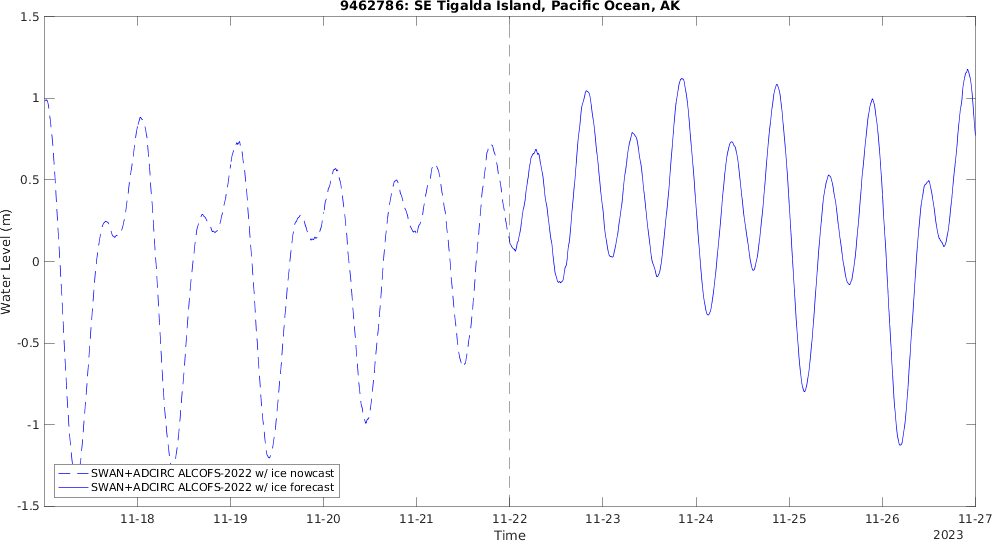 9462786: SE Tigalda Island, Pacific Ocean, AK
1.5
1
0.5
0
-0.5
-1
-1.5
Water Level (m)
SWAN+ADCIRC ALCOFS-2022 w/ ice nowcast
SWAN+ADCIRC ALCOFS-2022 w/ ice forecast
11-18 11-19 11-20 11-21 11-22 11-23 11-24 11-25 11-26 11-27
Time
2023